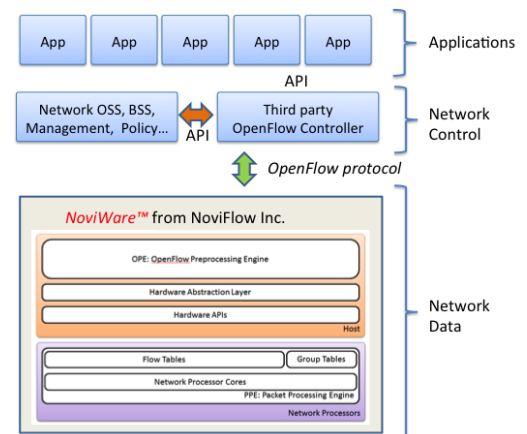 App App App App App
Applications
API
Network OSS, BSS,
Management, Policy...
API
Third party
OpenFlow Controller
Network
Control
OpenFlow protocol
NoviWare™ from NoviFlow Inc.
OPE: OpenFlow Preprocessing Engine
Hardware Abstraction Layer
Hardware APIs
Host
Network
Data
Flow Tables
Group Tables
Network Processor Cores
PPE: Packet Processing Engine
Network Processors